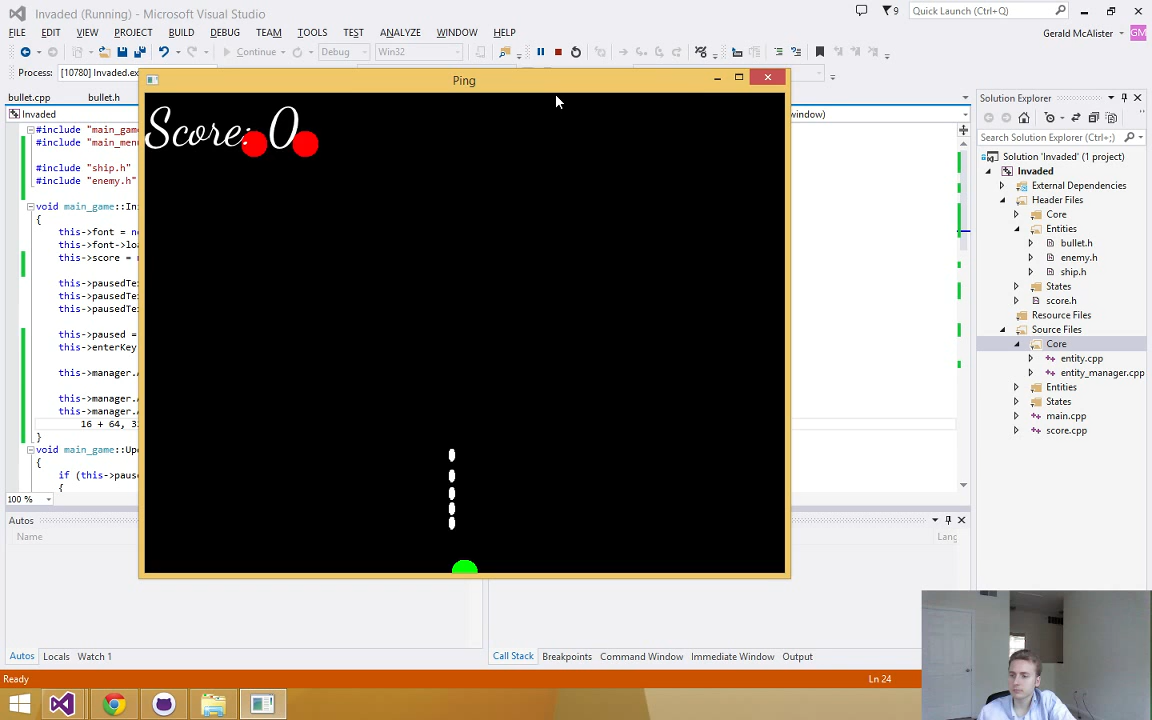 Invaded (Running) - Microsoft Visual Studio
9
Quick Launch (Ctrl+;)
FILE EDIT VIEW PROJECT BUILD DEBUG TEAM TOOLS TEST ANALYZE WINDOW HELP
Gerald McAlister
GM
Continue
Debug
Win32
Process: [10780] Invaded.ex
Ping
bullet.cpp
bullet.h
Invaded
window)
Score: 0
#include "main_gam
#include "main_menu
#include "ship.h"
#include "enemy.h"
void main_game::In
{
this->font = n
this->font->loa
this->score =
this->pausedTe
this->pausedTe
this->pausedTe
this->paused =
this->enterKey
this->manager.
this->manager.
this->manager.
16 + 64, 3
}
void main_game::Up
{
if (this->paus
{
100 %
Solution Explorer
Search Solution Explorer (Ctrl+;)
Solution 'Invaded' (1 project)
Invaded
External Dependencies
Header Files
Core
Entities
bullet.h
enemy.h
ship.h
States
score.h
Resource Files
Source Files
Core
entity.cpp
entity_manager.cpp
Entities
States
main.cpp
score.cpp
Autos
Name
Lang
Autos Locals Watch 1
Call Stack Breakpoints Command Window Immediate Window Output
Ready
Ln 24